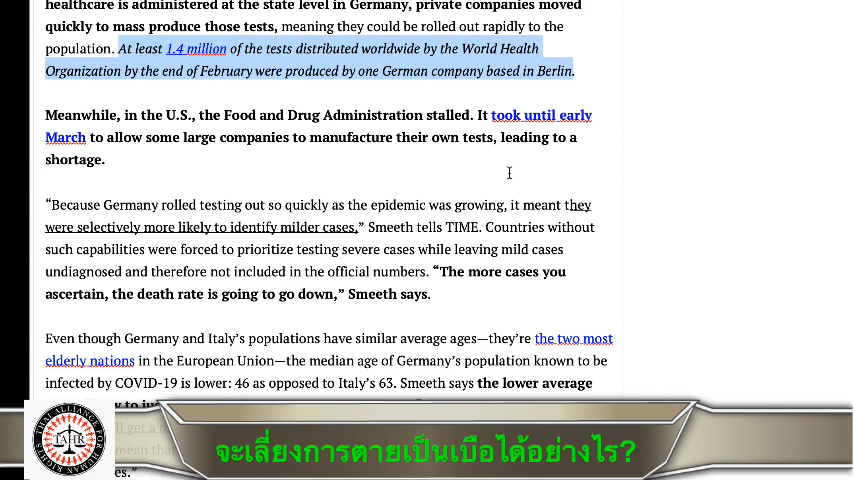 healthcare is administered at the state level in Germany, private companies moved
quickly to mass produce those tests, meaning they could be rolled out rapidly to the
population. At least 1.4 million of the tests distributed worldwide by the World Health
Organization by the end of February were produced by one German company based in Berlin.
Meanwhile, in the U.S., the Food and Drug Administration stalled. It took until early
March to allow some large companies to manufacture their own tests, leading to a
shortage.
“Because Germany rolled testing out so quickly as the epidemic was growing, it meant they
were selectively more likely to identify milder cases,” Smeeth tells TIME. Countries without
such capabilities were forced to prioritize testing severe cases while leaving mild cases
undiagnosed and therefore not included in the official numbers. “The more cases you
ascertain, the death rate is going to go down,” Smeeth says.
Even though Germany and Italy’s populations have similar average ages—they’re the two most
elderly nations in the European Union—the median age of Germany’s population known to be
infected by COVID-19 is lower: 46 as opposed to Italy’s 63. Smeeth says the lower average
THAI ALLIANCE FOR HUMAN RIGHTS
TAHR
จะเลี่ยงการตายเป็นเบือได้อย่างไร?